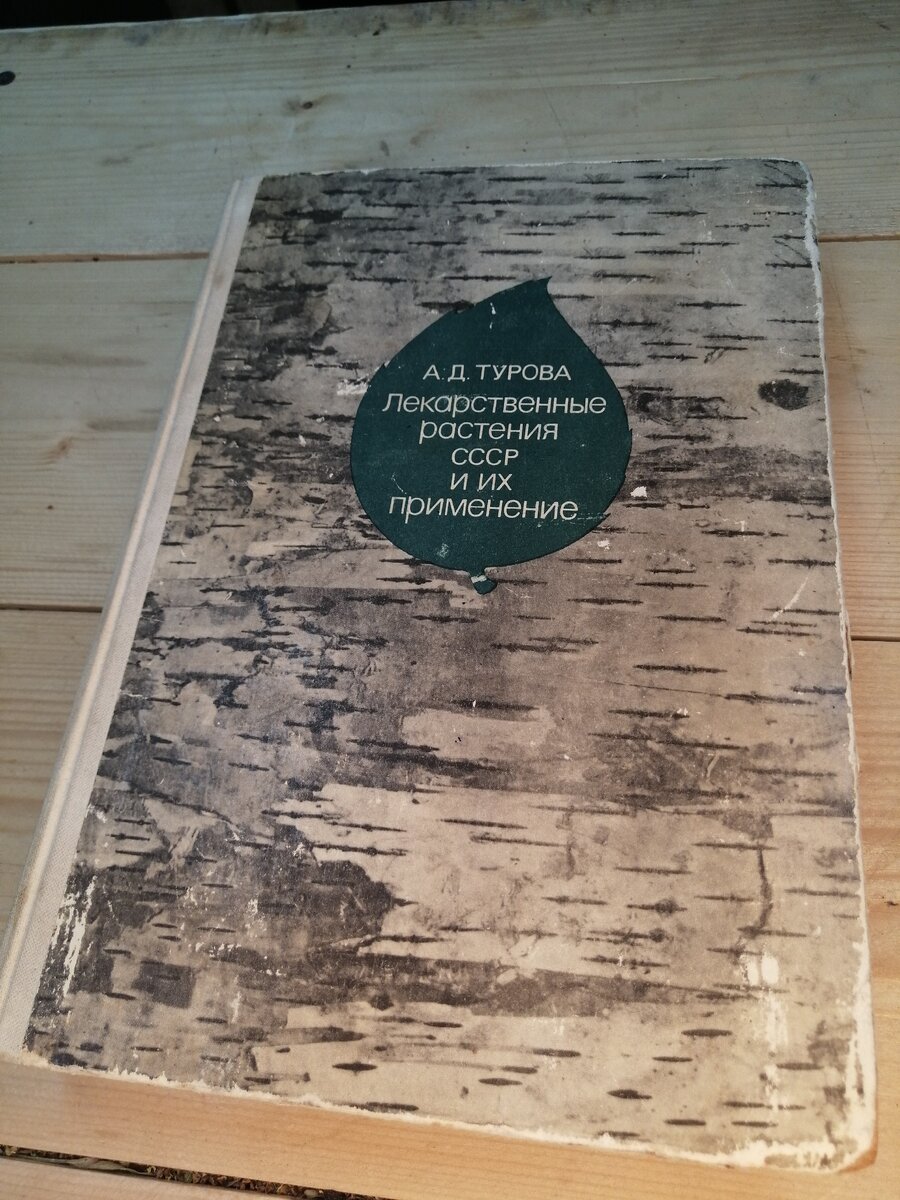 А.Д. ТУРОВА
Лекарственные
растения
СССР
И ИХ
применение